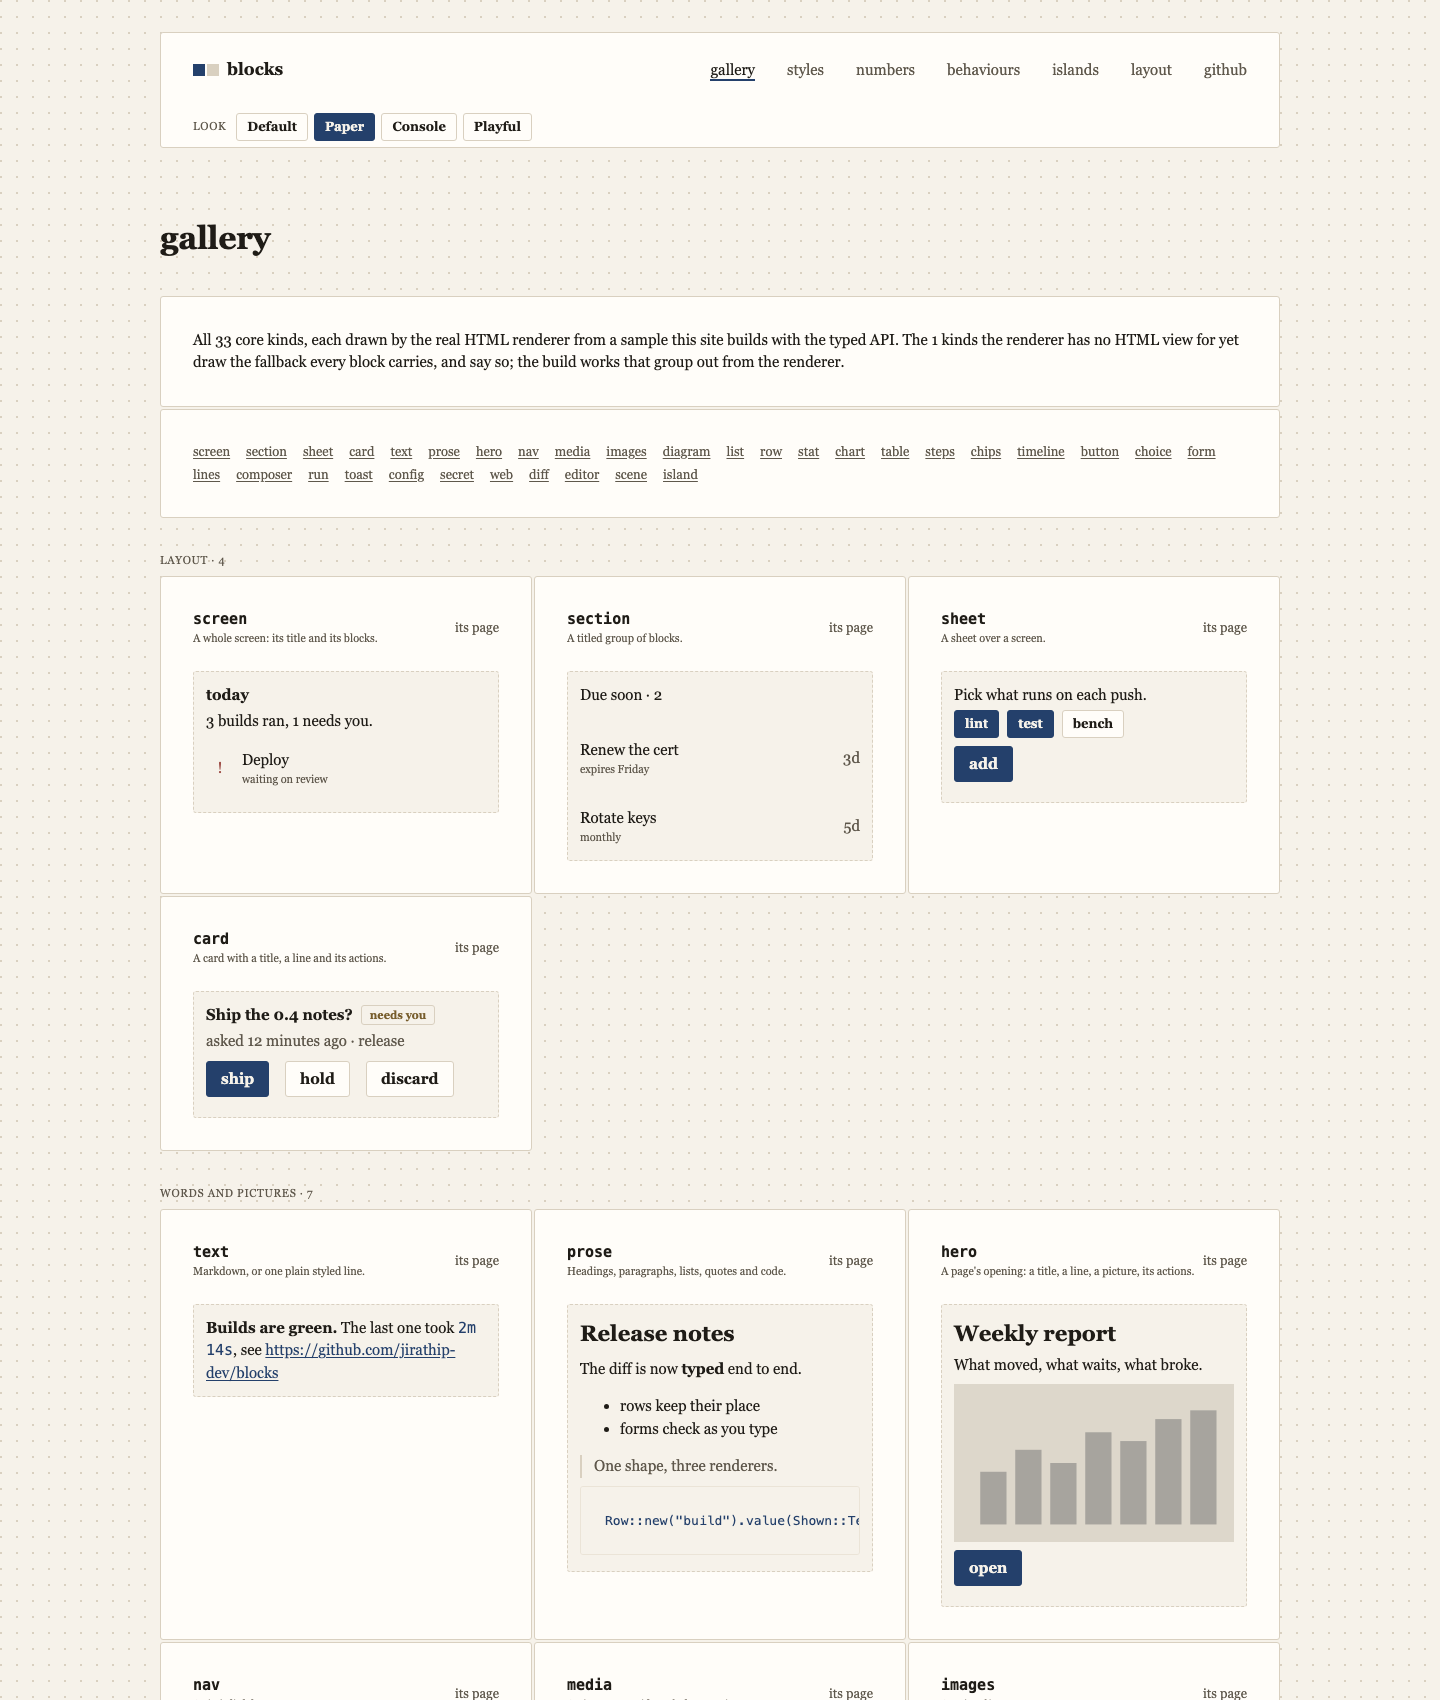 blocks
gallery styles numbers behaviours islands layout github
LOOK Default Paper Console Playful
gallery
All 33 core kinds, each drawn by the real HTML renderer from a sample this site builds with the typed API. The 1 kinds the renderer has no HTML view for yet
draw the fallback every block carries, and say so; the build works that group out from the renderer.
screen section sheet card text prose hero nav media images diagram list row stat chart table steps chips timeline button choice form
lines composer run toast config secret web diff editor scene island
LAYOUT · 4
screen
A whole screen: its title and its blocks.
its page
today
3 builds ran, 1 needs you.
!
Deploy
waiting on review
section
A titled group of blocks.
its page
Due soon · 2
Renew the cert
expires Friday
3d
Rotate keys
monthly
5d
sheet
A sheet over a screen.
its page
Pick what runs on each push.
lint test bench
add
card
A card with a title, a line and its actions.
its page
Ship the 0.4 notes? needs you
asked 12 minutes ago · release
ship hold discard
WORDS AND PICTURES · 7
text
Markdown, or one plain styled line.
its page
Builds are green. The last one took 2m
14s, see https://github.com/jirathip-
dev/blocks
prose
Headings, paragraphs, lists, quotes and code.
its page
Release notes
The diff is now typed end to end.
• rows keep their place
• forms check as you type
One shape, three renderers.
Row::new("build").value(Shown::Te
hero
A page's opening: a title, a line, a picture, its actions.
its page
Weekly report
What moved, what waits, what broke.
open
nav
its page
media
its page
images
its page